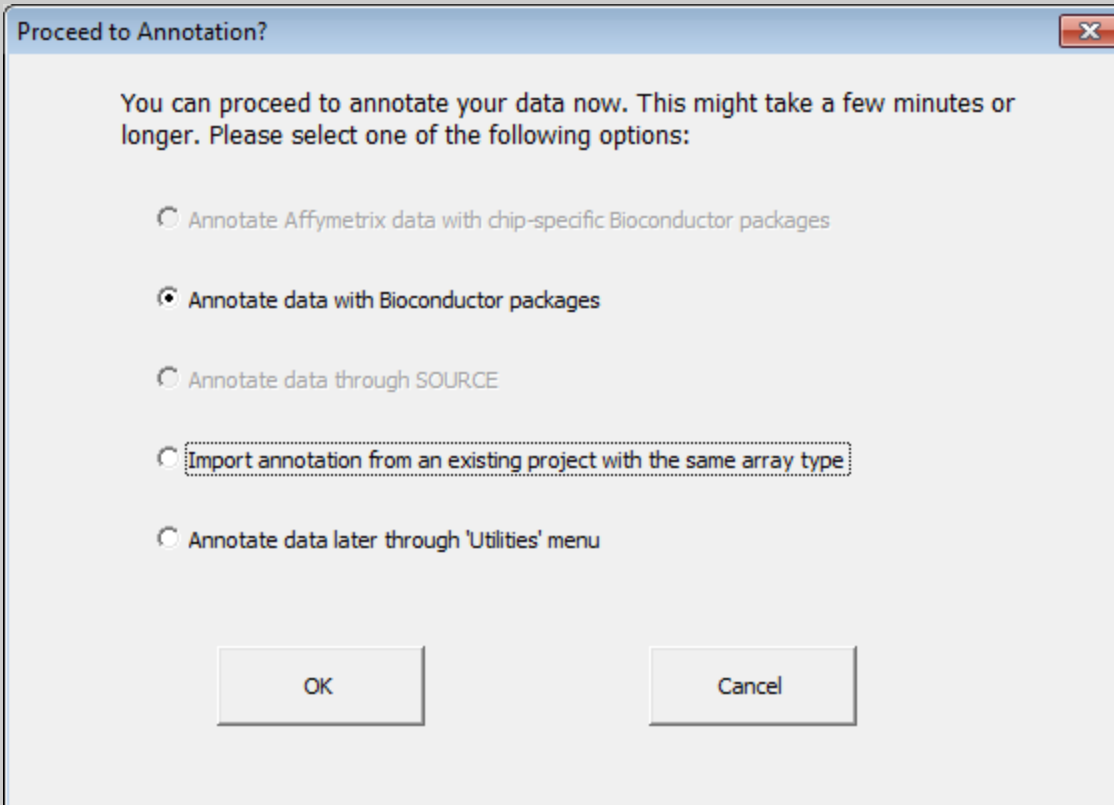 Proceed to Annotation?
You can proceed to annotate your data now. This might take a few minutes or
longer. Please select one of the following options:
Annotate Affymetrix data with chip-specific Bioconductor packages
Annotate data with Bioconductor packages
Annotate data through SOURCE
Import annotation from an existing project with the same array type
Annotate data later through 'Utilities' menu
OK
Cancel